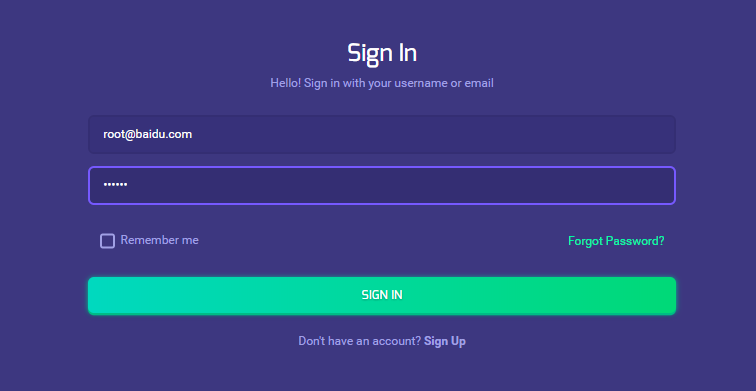 Sign In
Hello! Sign in with your username or email
root@baidu.com
••••••
Remember me
Forgot Password?
SIGN IN
Don't have an account? Sign Up